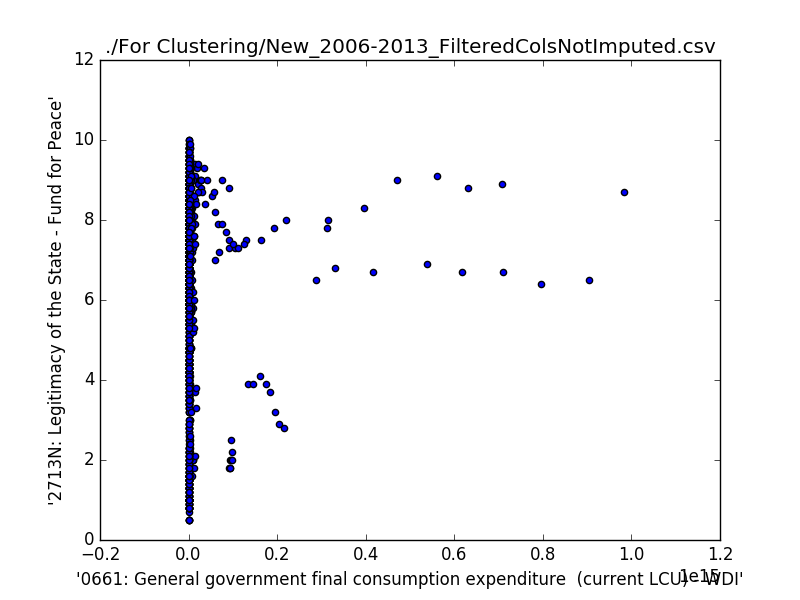 ./For Clustering/New_2006-2013_FilteredColsNotImputed.csv
'2713N: Legitimacy of the State - Fund for Peace'
12
10
8
6
4
2
0
−0.2 0.0 0.2 0.4 0.6 0.8 1.0 1.2
1e15
'0661: General government final consumption expenditure (current LCU) - WDI'